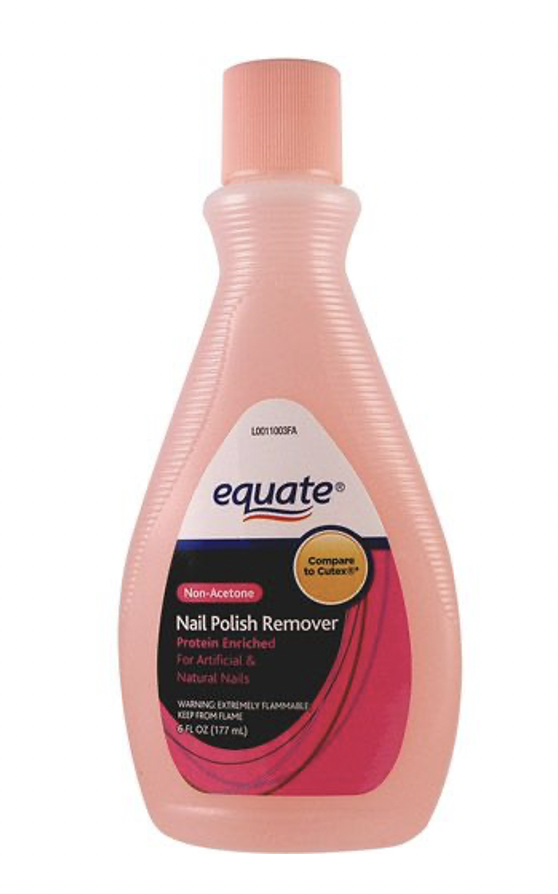 L0011003FA
equate®
Compare
to Cutex®*
Non-Acetone
Nail Polish Remover
Protein Enriched
For Artificial &
Natural Nails
WARNING: EXTREMELY FLAMMABLE
KEEP FROM FLAME
6 FL OZ (177 mL)